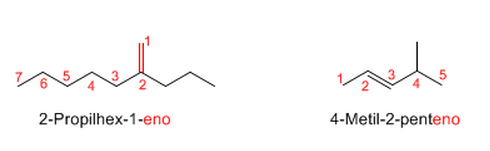 1
7 6 5 4 3 2
2-Propilhex-1-eno
1 2 3 4 5
4-Metil-2-penteno